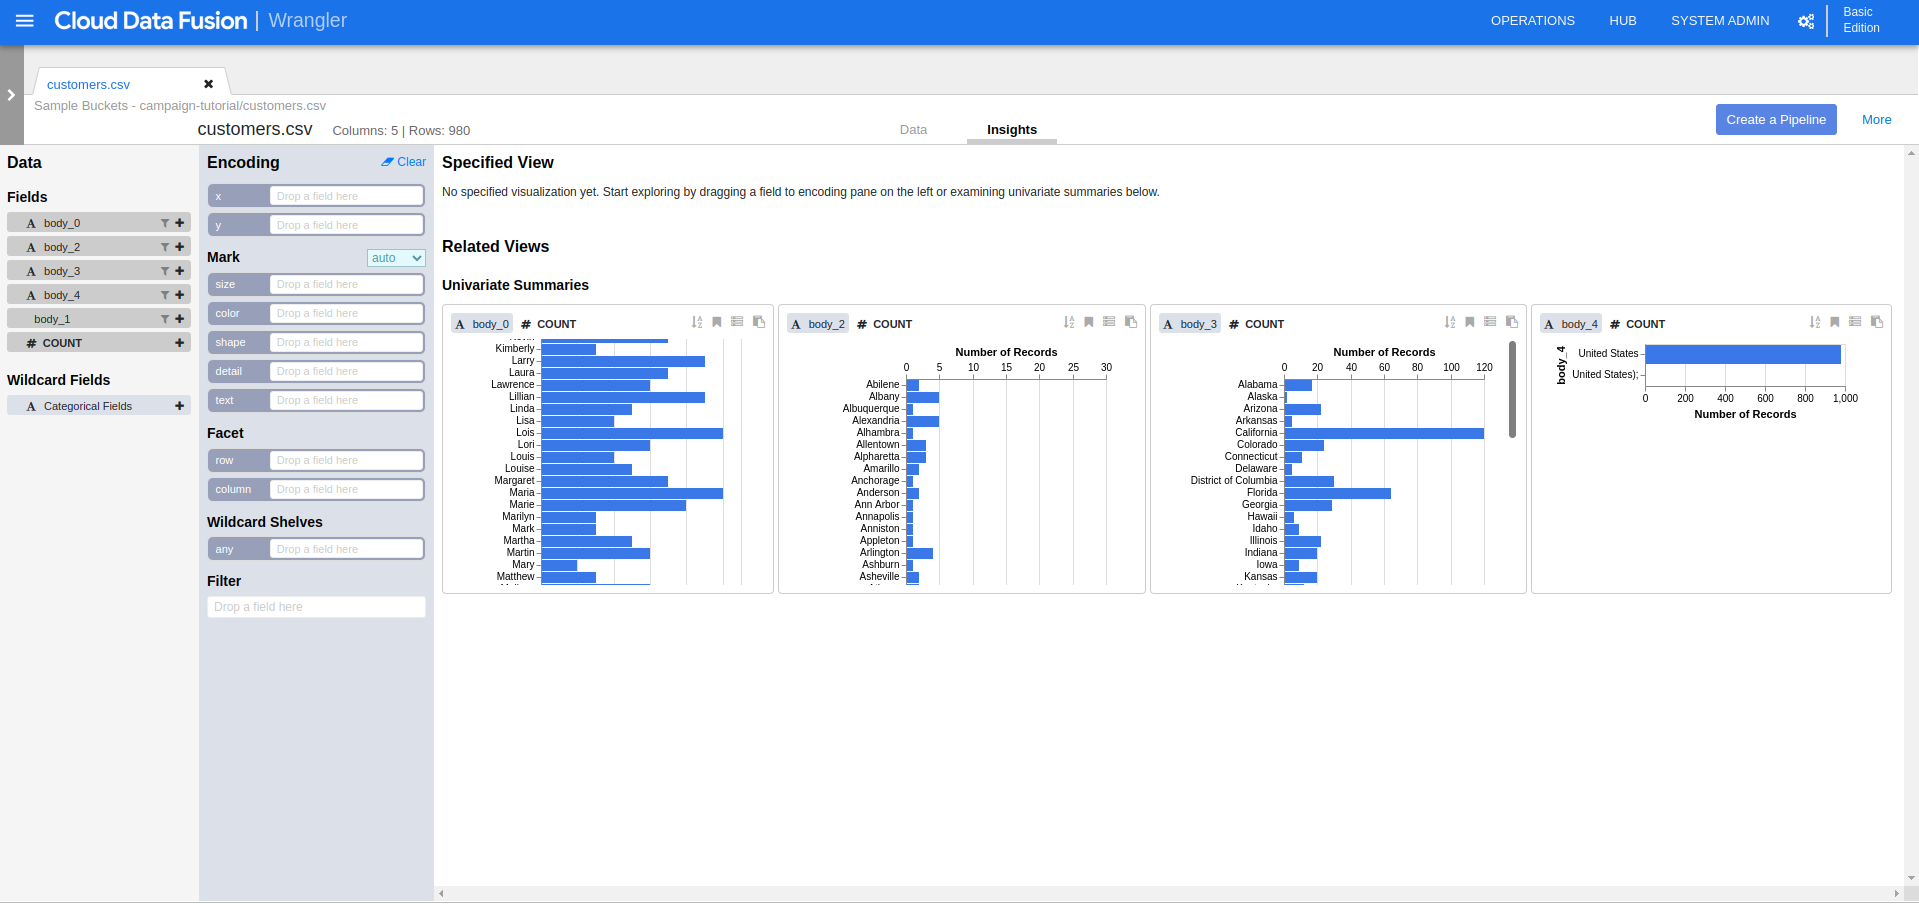 Cloud Data Fusion | Wrangler
OPERATIONS HUB SYSTEM ADMIN Basic Edition
customers.csv
Sample Buckets - campaign-tutorial/customers.csv
customers.csv Columns: 5 | Rows: 980
Data Insights
Create a Pipeline More
Data
Fields
A body_0
A body_2
A body_3
A body_4
body_1
# COUNT
Wildcard Fields
A Categorical Fields
Encoding Clear
x Drop a field here
y Drop a field here
Mark auto
size Drop a field here
color Drop a field here
shape Drop a field here
detail Drop a field here
text Drop a field here
Facet
row Drop a field here
column Drop a field here
Wildcard Shelves
any Drop a field here
Filter
Drop a field here
Specified View
No specified visualization yet. Start exploring by dragging a field to encoding pane on the left or examining univariate summaries below.
Related Views
Univariate Summaries
A body_0 # COUNT
Kimberly
Larry
Laura
Lawrence
Lillian
Linda
Lisa
Lois
Lori
Louis
Louise
Margaret
Maria
Marie
Marilyn
Mark
Martha
Martin
Mary
Matthew
A body_2 # COUNT
Number of Records
0 5 10 15 20 25 30
Abilene
Albany
Albuquerque
Alexandria
Alhambra
Allentown
Alpharetta
Amarillo
Anchorage
Anderson
Ann Arbor
Annapolis
Anniston
Appleton
Arlington
Ashburn
Asheville
A body_3 # COUNT
Number of Records
0 20 40 60 80 100 120
Alabama
Alaska
Arizona
Arkansas
California
Colorado
Connecticut
Delaware
District of Columbia
Florida
Georgia
Hawaii
Idaho
Illinois
Indiana
Iowa
Kansas
A body_4 # COUNT
body_4
United States
United States);
0 200 400 600 800 1,000
Number of Records